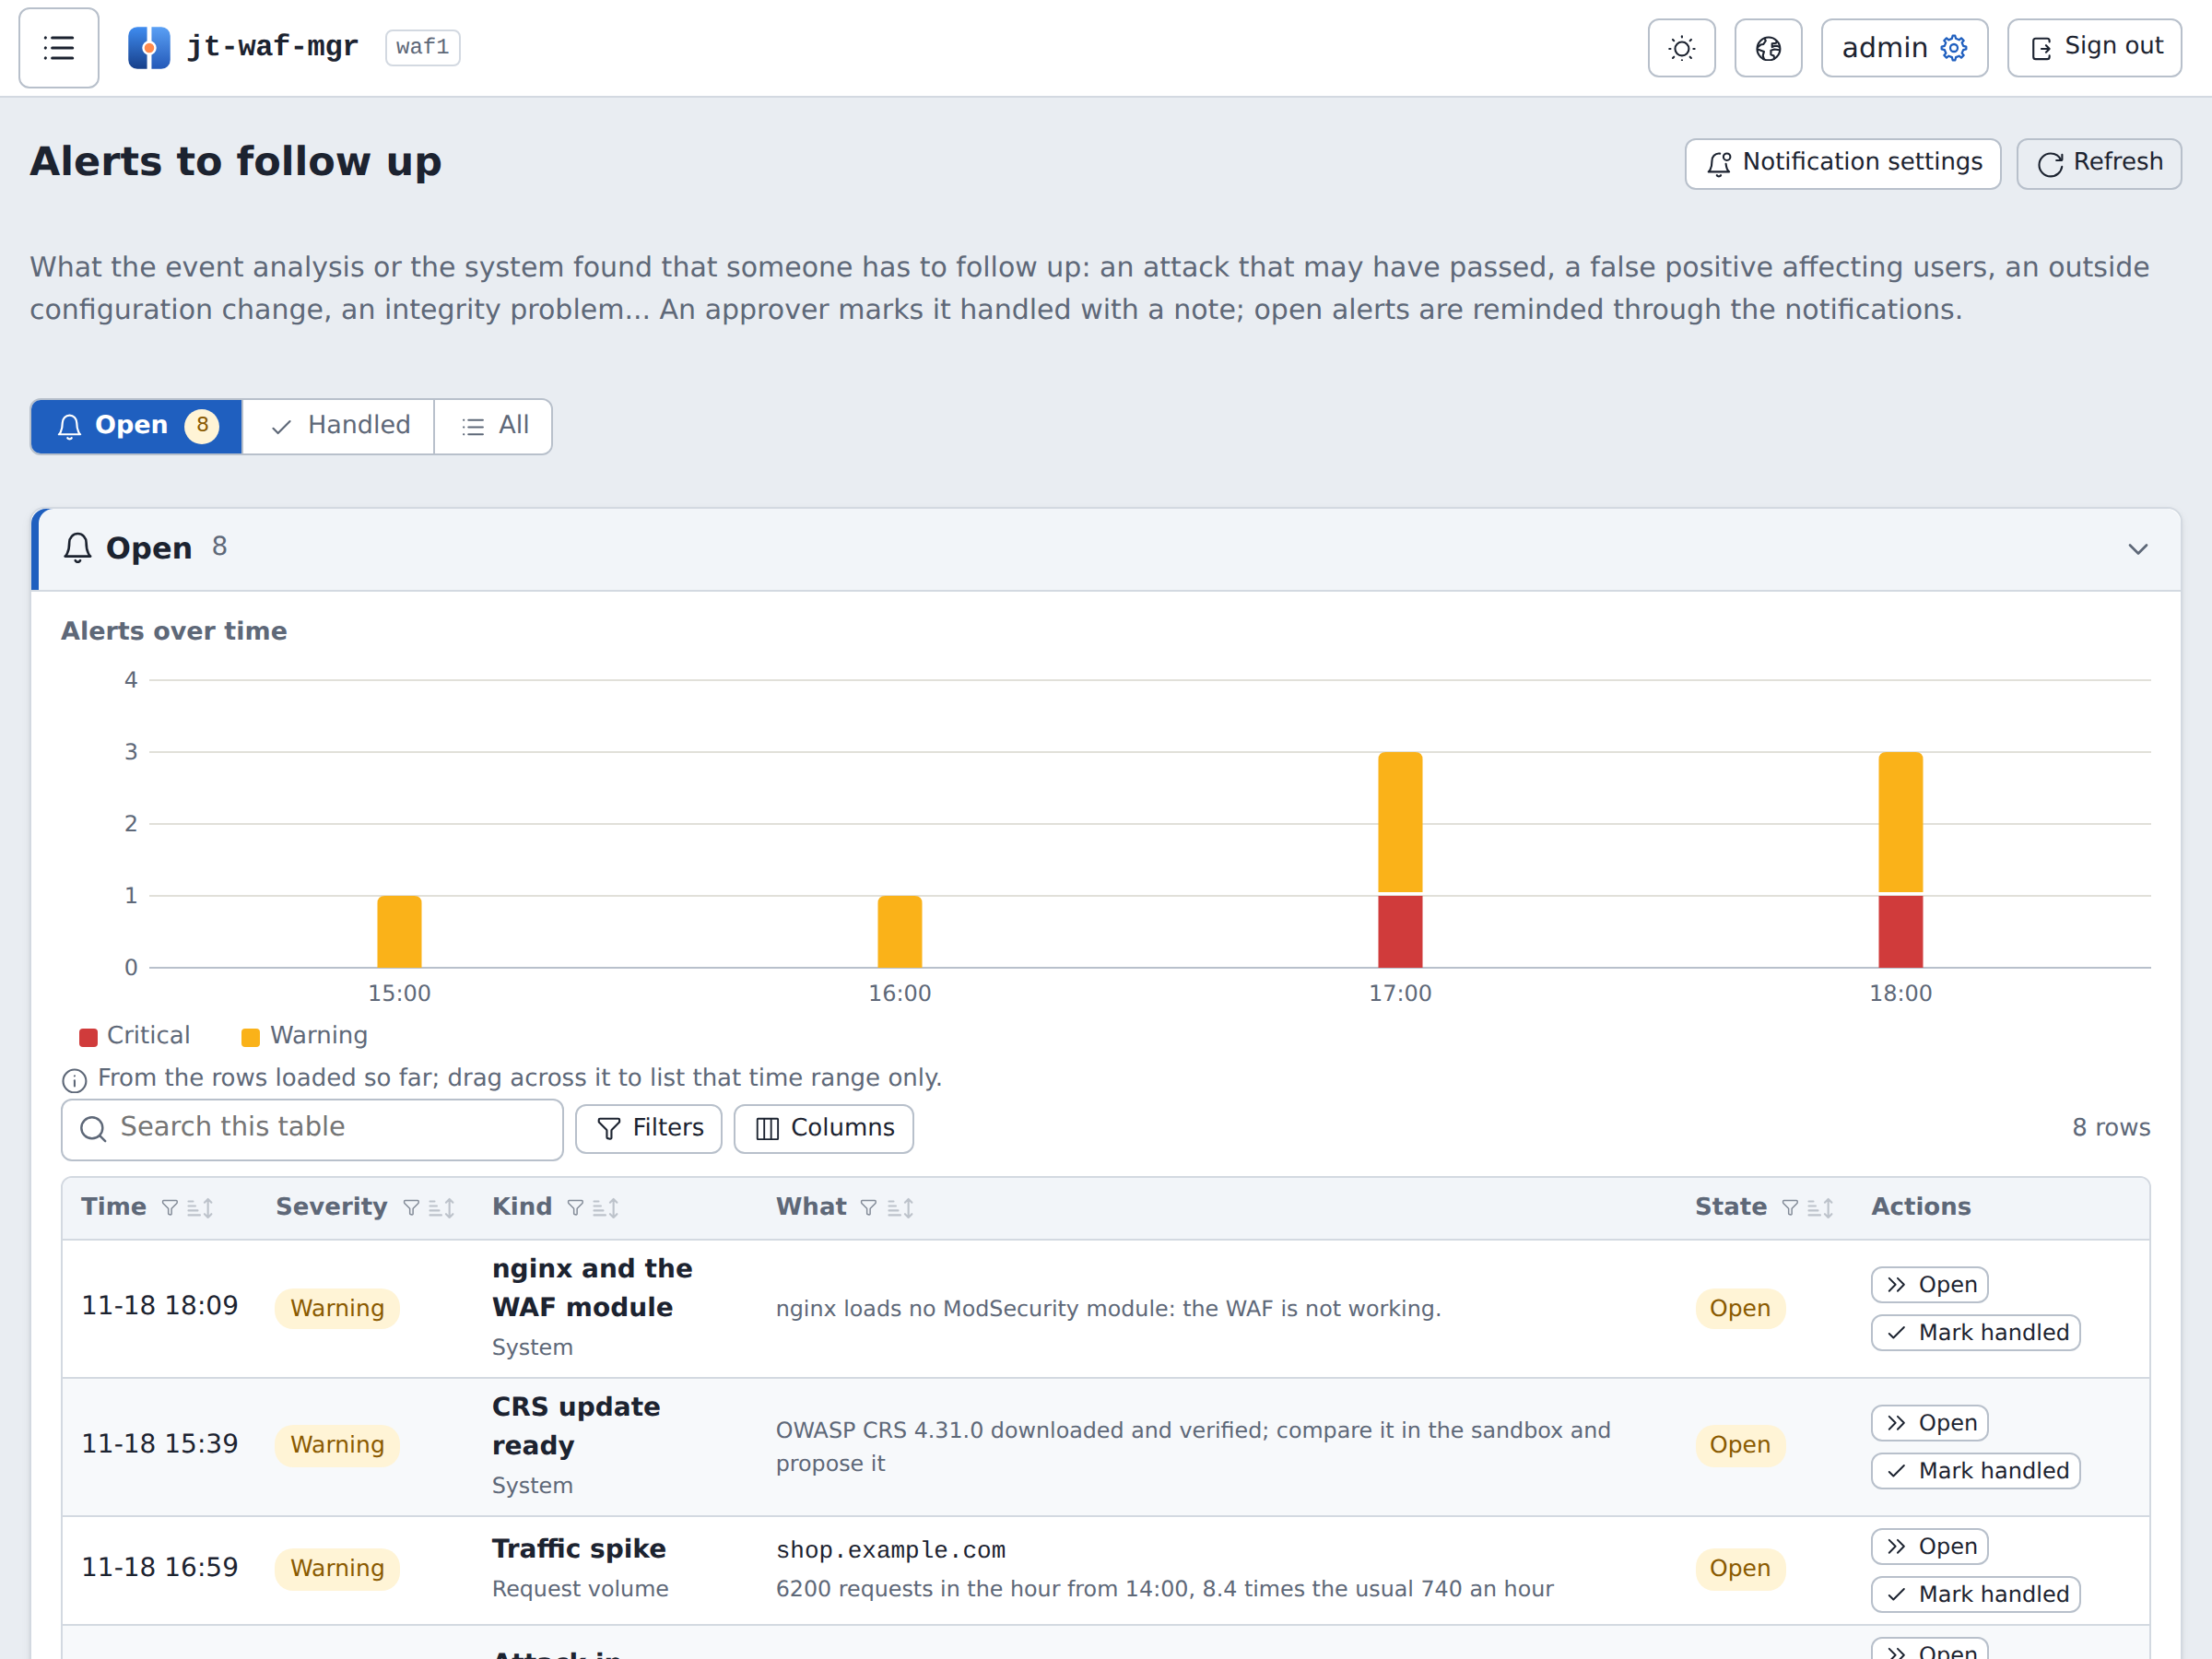 jt-waf-mgr
waf1
admin
Sign out
Alerts to follow up
Notification settings
Refresh
What the event analysis or the system found that someone has to follow up: an attack that may have passed, a false positive affecting users, an outside
configuration change, an integrity problem... An approver marks it handled with a note; open alerts are reminded through the notifications.
Open 8
Handled
All
Open 8
Alerts over time
4
3
2
1
0
15:00 16:00 17:00 18:00
Critical Warning
From the rows loaded so far; drag across it to list that time range only.
Search this table
Filters
Columns
8 rows
Time Severity Kind What State Actions
11-18 18:09
Warning
nginx and the
WAF module
System
nginx loads no ModSecurity module: the WAF is not working.
Open
Open
Mark handled
11-18 15:39
Warning
CRS update
ready
System
OWASP CRS 4.31.0 downloaded and verified; compare it in the sandbox and
propose it
Open
Open
Mark handled
11-18 16:59
Warning
Traffic spike
Request volume
shop.example.com
6200 requests in the hour from 14:00, 8.4 times the usual 740 an hour
Open
Open
Mark handled
Attack in
Open